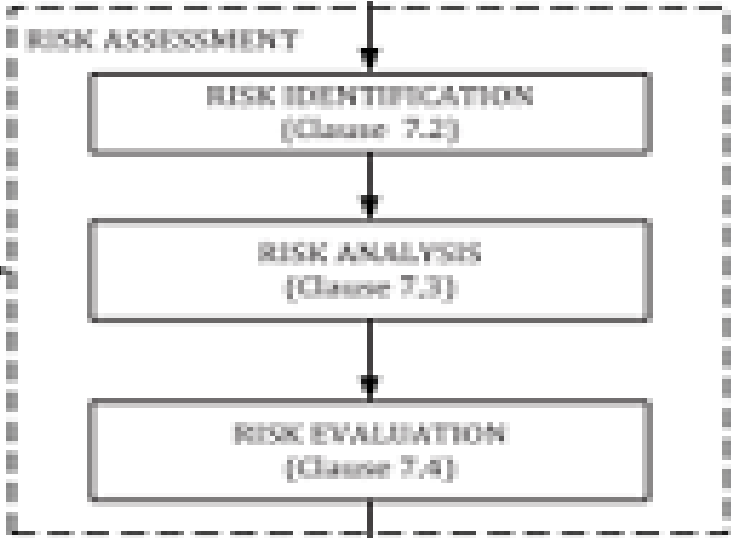 RISK ASSESSMENT
RISK IDENTIFICATION
(Clause 7.2)
RISK ANALYSIS
(Clause 7.3)
RISK EVALUATION
(Clause 7.4)